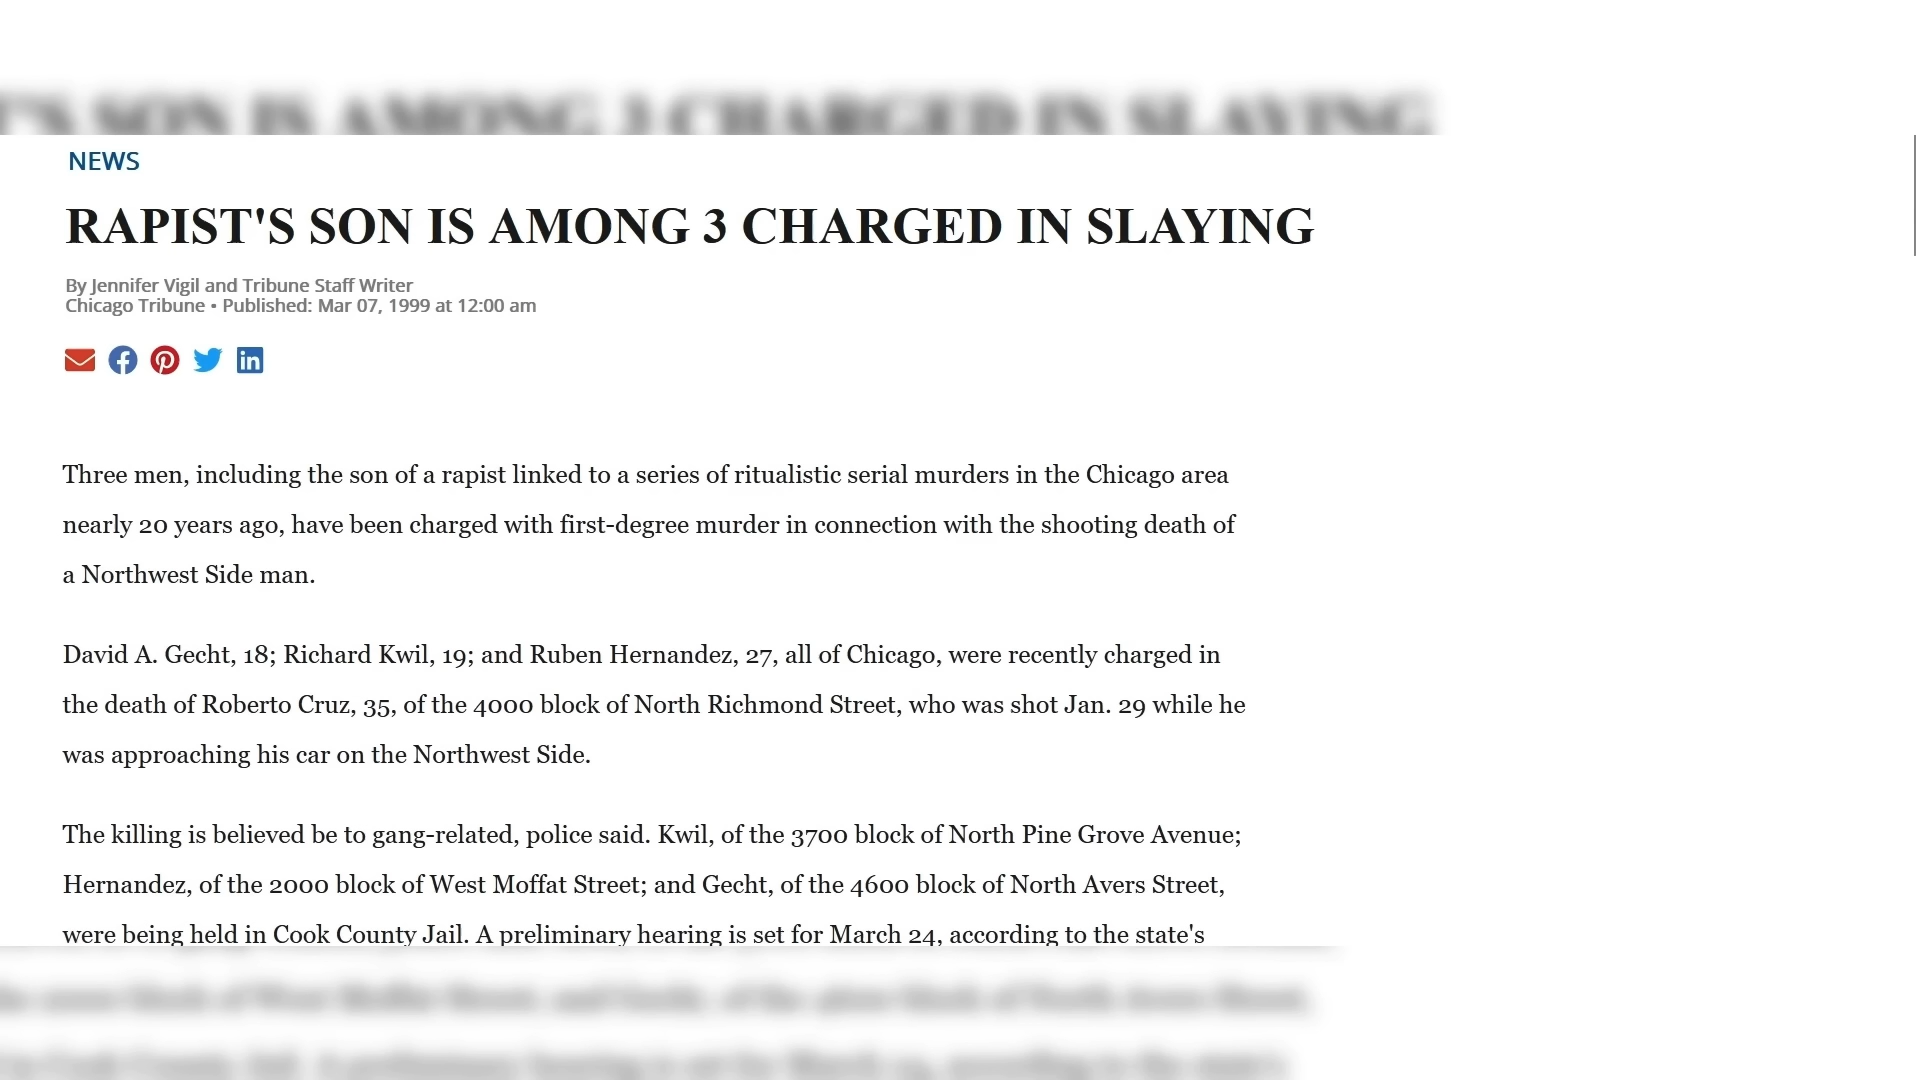 T'S SON IS AMONG 3 CHARGED IN SLAYING
NEWS
RAPIST'S SON IS AMONG 3 CHARGED IN SLAYING
By Jennifer Vigil and Tribune Staff Writer
Chicago Tribune • Published: Mar 07, 1999 at 12:00 am
Three men, including the son of a rapist linked to a series of ritualistic serial murders in the Chicago area
nearly 20 years ago, have been charged with first-degree murder in connection with the shooting death of
a Northwest Side man.
David A. Gecht, 18; Richard Kwil, 19; and Ruben Hernandez, 27, all of Chicago, were recently charged in
the death of Roberto Cruz, 35, of the 4000 block of North Richmond Street, who was shot Jan. 29 while he
was approaching his car on the Northwest Side.
The killing is believed be to gang-related, police said. Kwil, of the 3700 block of North Pine Grove Avenue;
Hernandez, of the 2000 block of West Moffat Street; and Gecht, of the 4600 block of North Avers Street,
were being held in Cook County Jail. A preliminary hearing is set for March 24, according to the state's